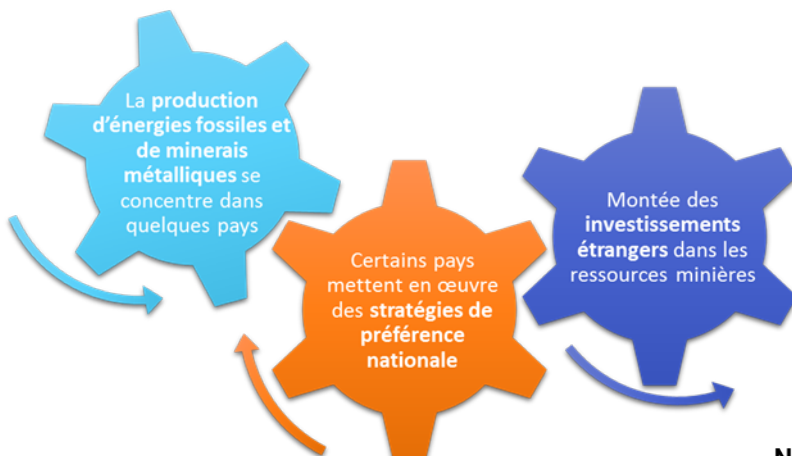 La production
d'énergies fossiles et
de minerais
métalliques se
concentre dans
quelques pays
Certains pays
mettent en œuvre
des stratégies de
préférence
nationale
Montée des
investissements
étrangers dans les
ressources minières
N